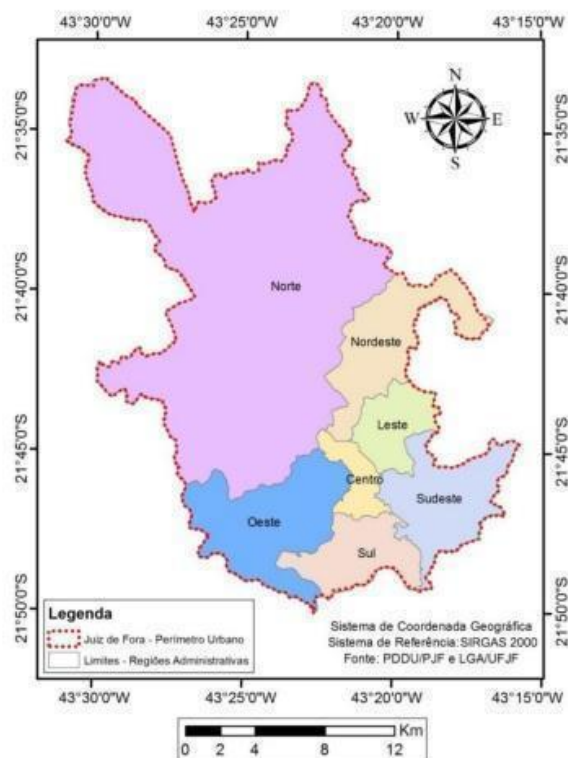 43°30'0"W 43°25'0"W 43°20'0"W 43°15'0"W
N
W E
S
21°35'0"S 21°35'0"S
21°40'0"S 21°40'0"S
21°45'0"S 21°45'0"S
21°50'0"S 21°50'0"S
Norte
Nordeste
Leste
Centro
Sudeste
Oeste
Sul
Legenda
Juiz de Fora - Perímetro Urbano
Limites - Regiões Administrativas
Sistema de Coordenada Geográfica
Sistema de Referência:SIRGAS 2000
Fonte: PDDU/PJF e LGA/UFJF
43°30'0"W 43°25'0"W 43°20'0"W 43°15'0"W
Km
0 2 4 8 12